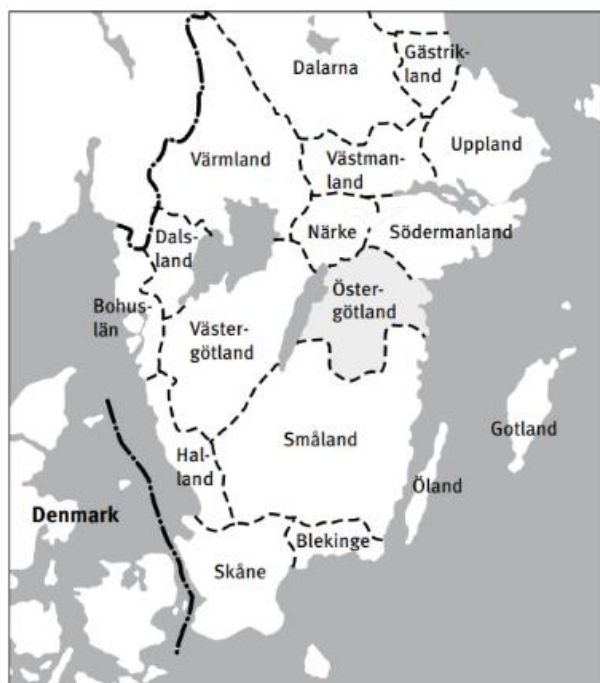 Dalarna
Gästrik-
land
Värmland
Västman-
land
Uppland
Dals-
land
Närke
Södermanland
Bohus-
län
Väster-
götland
Öster-
götland
Hal-
land
Småland
Gotland
Öland
Denmark
Skåne
Blekinge